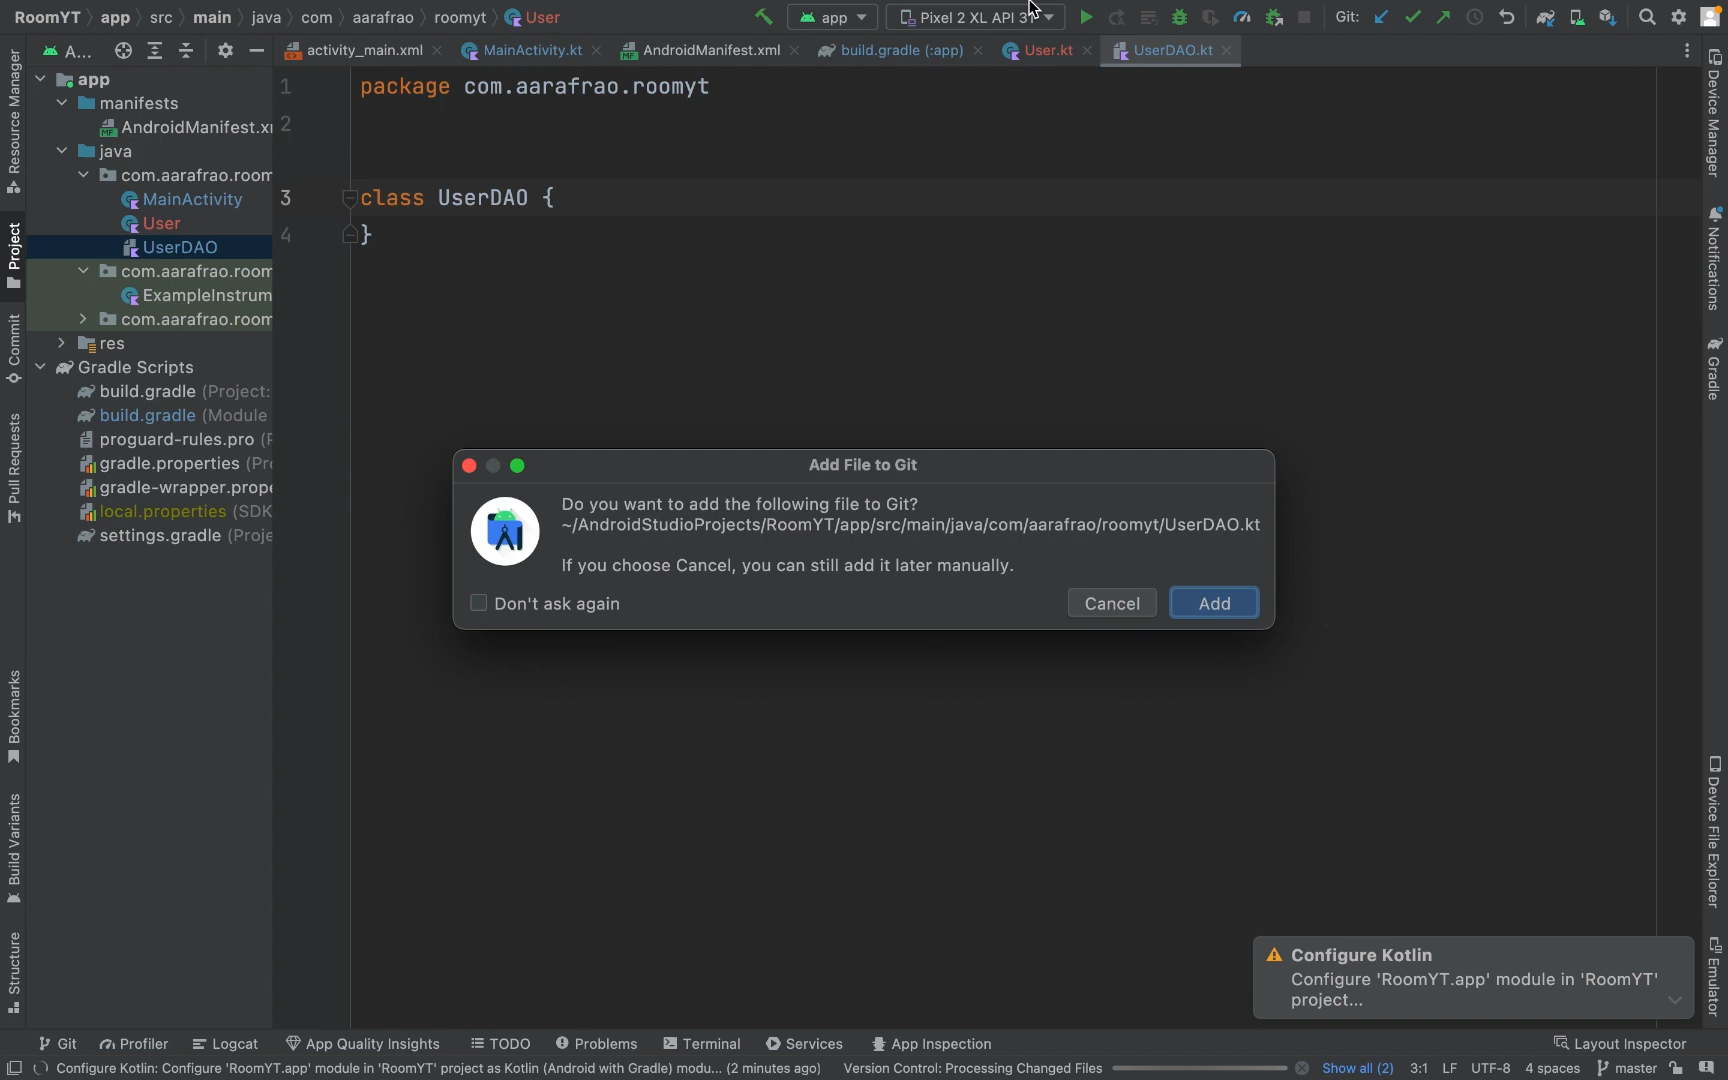 RoomYT app src main java com aarafrao roomyt User
app
Git:
A...
activity_main.xml
MainActivity.kt
AndroidManifest.xml
build.gradle (:app)
User.kt
UserDAO.kt
Resource Manager
Project
Commit
Pull Requests
Bookmarks
Build Variants
Structure
app
manifests
java
com.aarafrao.room
MainActivity
User
UserDAO
com.aarafrao.room
ExampleInstrum
com.aarafrao.room
res
Gradle Scripts
build.gradle (Project:
build.gradle (Module
proguard-rules.pro
gradle.properties
gradle-wrapper.prope
local.properties (SDK
settings.gradle (Proje
1 package com.aarafrao.roomyt
2
3 class UserDAO {
4 }
Add File to Git
Do you want to add the following file to Git?
~/AndroidStudioProjects/RoomYT/app/src/main/java/com/aarafrao/roomyt/UserDAO.kt
If you choose Cancel, you can still add it later manually.
Don't ask again
Cancel
Add
Configure Kotlin
Configure 'RoomYT.app' module in 'RoomYT'
project...
Device Manager
Notifications
Gradle
Device File Explorer
Emulator
Git
Profiler
Logcat
App Quality Insights
TODO
Problems
Terminal
Services
App Inspection
Layout Inspector
Configure Kotlin: Configure 'RoomYT.app' module in 'RoomYT' project as Kotlin (Android with Gradle) modu... (2 minutes ago)
Version Control: Processing Changed Files
Show all (2)
3:1
LF
UTF-8
4 spaces
master